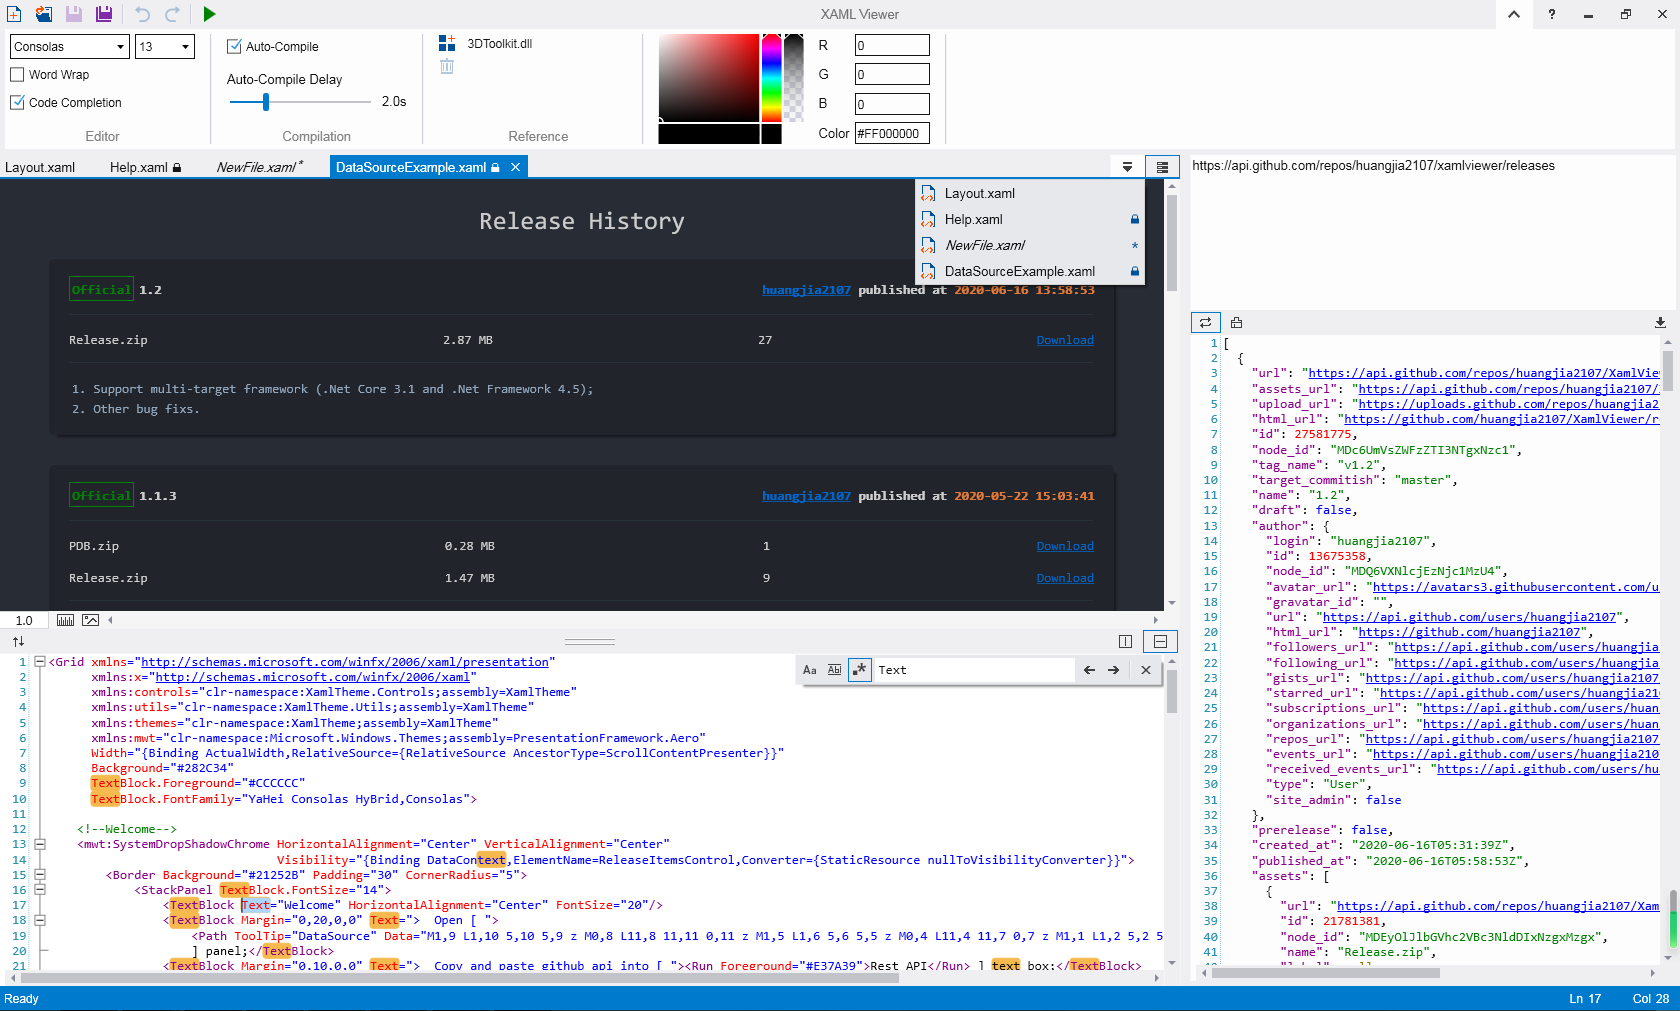 XAML Viewer
?
Consolas 13
Word Wrap
Code Completion
Editor
Auto-Compile
Auto-Compile Delay
2.0s
Compilation
3DToolkit.dll
Reference
R 0
G 0
B 0
Color #FF000000
Layout.xaml Help.xaml NewFile.xaml* DataSourceExample.xaml
Layout.xaml
Help.xaml
NewFile.xaml *
DataSourceExample.xaml
Release History
Official 1.2 huangjia2107 published at 2020-06-16 13:58:53
Release.zip 2.87 MB 27 Download
1. Support multi-target framework (.Net Core 3.1 and .Net Framework 4.5);
2. Other bug fixs.
Official 1.1.3 huangjia2107 published at 2020-05-22 15:03:41
PDB.zip 0.28 MB 1 Download
Release.zip 1.47 MB 9 Download
1.0
Aa Ab .* Text
1 <Grid xmlns="http://schemas.microsoft.com/winfx/2006/xaml/presentation"
2 xmlns:x="http://schemas.microsoft.com/winfx/2006/xaml"
3 xmlns:controls="clr-namespace:XamlTheme.Controls;assembly=XamlTheme"
4 xmlns:utils="clr-namespace:XamlTheme.Utils;assembly=XamlTheme"
5 xmlns:themes="clr-namespace:XamlTheme;assembly=XamlTheme"
6 xmlns:mwt="clr-namespace:Microsoft.Windows.Themes;assembly=PresentationFramework.Aero"
7 Width="{Binding ActualWidth,RelativeSource={RelativeSource AncestorType=ScrollContentPresenter}}"
8 Background="#282C34"
9 TextBlock.Foreground="#CCCCCC"
10 TextBlock.FontFamily="YaHei Consolas HyBrid,Consolas">
11
12 <!--Welcome-->
13 <mwt:SystemDropShadowChrome HorizontalAlignment="Center" VerticalAlignment="Center"
14 Visibility="{Binding DataContext,ElementName=ReleaseItemsControl,Converter={StaticResource nullToVisibilityConverter}}">
15 <Border Background="#21252B" Padding="30" CornerRadius="5">
16 <StackPanel TextBlock.FontSize="14">
17 <TextBlock Text="Welcome" HorizontalAlignment="Center" FontSize="20"/>
18 <TextBlock Margin="0,20,0,0" Text="> Open [ ">
19 <Path ToolTip="DataSource" Data="M1,9 L1,10 5,10 5,9 z M0,8 L11,8 11,11 0,11 z M1,5 L1,6 5,6 5,5 z M0,4 L11,4 11,7 0,7 z M1,1 L1,2 5,2 5
20 ] panel;</TextBlock>
21 <TextBlock Margin="0,10,0,0" Text="> Copy and paste github api into [ "><Run Foreground="#E37A39">Rest API</Run> ] text box;</TextBlock>
https://api.github.com/repos/huangjia2107/xamlviewer/releases
1 [
2 {
3 "url": "https://api.github.com/repos/huangjia2107/XamlVie
4 "assets_url": "https://api.github.com/repos/huangjia2107/
5 "upload_url": "https://uploads.github.com/repos/huangjia2
6 "html_url": "https://github.com/huangjia2107/XamlViewer/r
7 "id": 27581775,
8 "node_id": "MDc6UmVsZWFzZTI3NTgxNzc1",
9 "tag_name": "v1.2",
10 "target_commitish": "master",
11 "name": "1.2",
12 "draft": false,
13 "author": {
14 "login": "huangjia2107",
15 "id": 13675358,
16 "node_id": "MDQ6VXNlcjEzNjc1MzU4",
17 "avatar_url": "https://avatars3.githubusercontent.com/u
18 "gravatar_id": "",
19 "url": "https://api.github.com/users/huangjia2107",
20 "html_url": "https://github.com/huangjia2107",
21 "followers_url": "https://api.github.com/users/huangjia
22 "following_url": "https://api.github.com/users/huangjia
23 "gists_url": "https://api.github.com/users/huangjia2107
24 "starred_url": "https://api.github.com/users/huangjia21
25 "subscriptions_url": "https://api.github.com/users/huan
26 "organizations_url": "https://api.github.com/users/huan
27 "repos_url": "https://api.github.com/users/huangjia2107
28 "events_url": "https://api.github.com/users/huangjia210
29 "received_events_url": "https://api.github.com/users/hu
30 "type": "User",
31 "site_admin": false
32 },
33 "prerelease": false,
34 "created_at": "2020-06-16T05:31:39Z",
35 "published_at": "2020-06-16T05:58:53Z",
36 "assets": [
37 {
38 "url": "https://api.github.com/repos/huangjia2107/Xam
39 "id": 21781381,
40 "node_id": "MDEyOlJlbGVhc2VBc3NldDIxNzgxMzgx",
41 "name": "Release.zip",
Ready Ln 17 Col 28